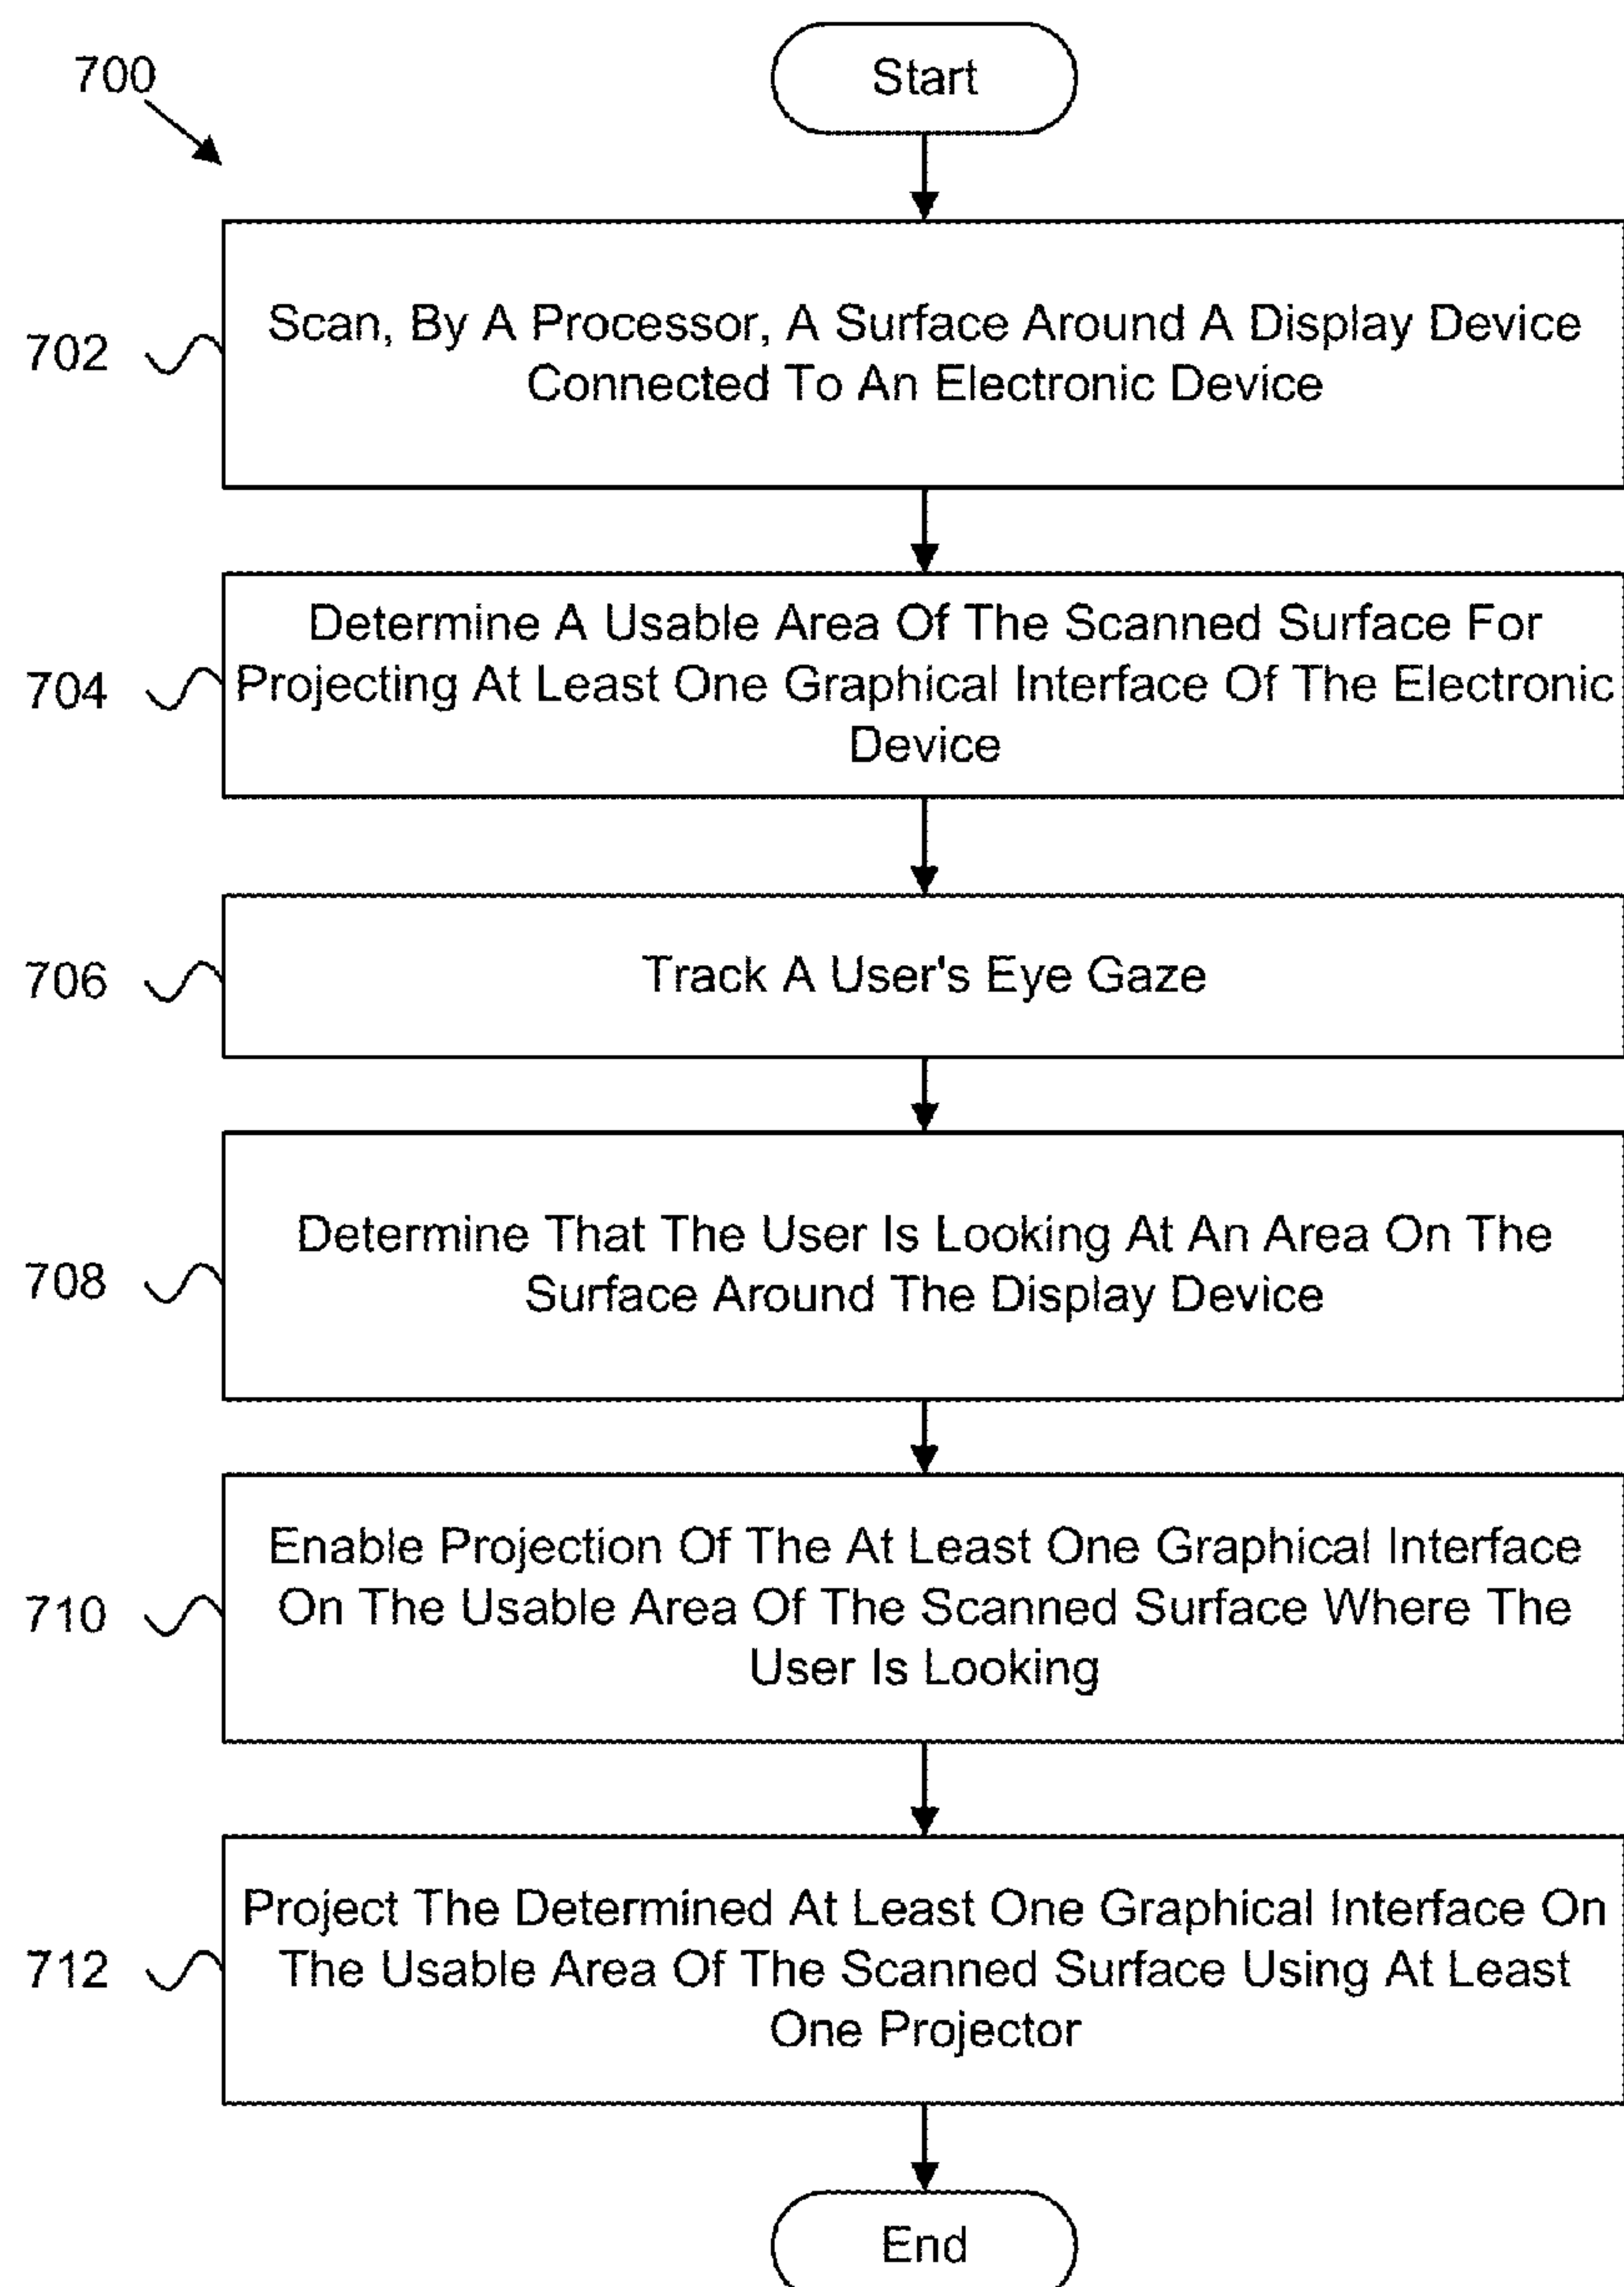 700
Start
702
Scan, By A Processor, A Surface Around A Display Device
Connected To An Electronic Device
704
Determine A Usable Area Of The Scanned Surface For
Projecting At Least One Graphical Interface Of The Electronic
Device
706
Track A User's Eye Gaze
708
Determine That The User Is Looking At An Area On The
Surface Around The Display Device
710
Enable Projection Of The At Least One Graphical Interface
On The Usable Area Of The Scanned Surface Where The
User Is Looking
712
Project The Determined At Least One Graphical Interface On
The Usable Area Of The Scanned Surface Using At Least
One Projector
End